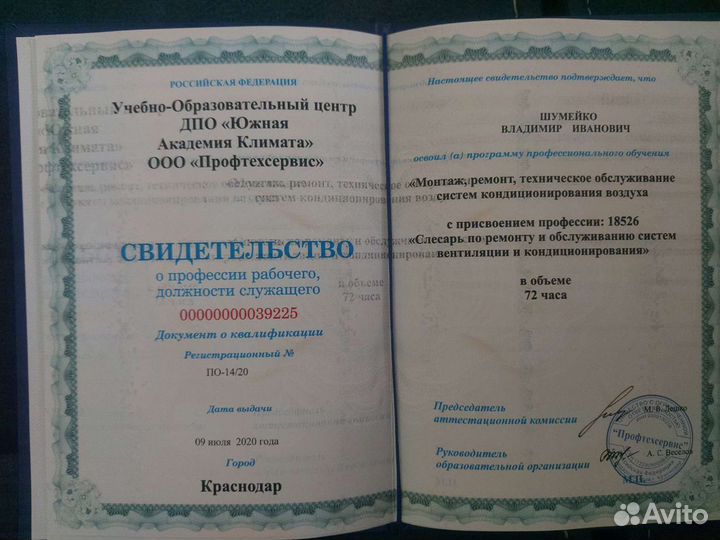 РОССИЙСКАЯ ФЕДЕРАЦИЯ
Учебно-Образовательный центр
ДПО «Южная
Академия Климата»
ООО «Профтехсервис»
СВИДЕТЕЛЬСТВО
о профессии рабочего,
должности служащего
00000000039225
Документ о квалификации
Регистрационный №
ПО-14/20
Дата выдачи
09 июля 2020 года
Город
Краснодар
Настоящее свидетельство подтверждает, что
ШУМЕЙКО
ВЛАДИМИР ИВАНОВИЧ
освоил (а) программу профессионального обучения
«Монтаж, ремонт, техническое обслуживание
систем кондиционирования воздуха
с присвоением профессии: 18526
«Слесарь по ремонту и обслуживанию систем
вентиляции и кондиционирования»
в объеме
72 часа
Председатель
аттестационной комиссии
М. В. Дешко
Руководитель
образовательной организации
А. С. Веселов
М.П.
"Профтехсервис"
Avito